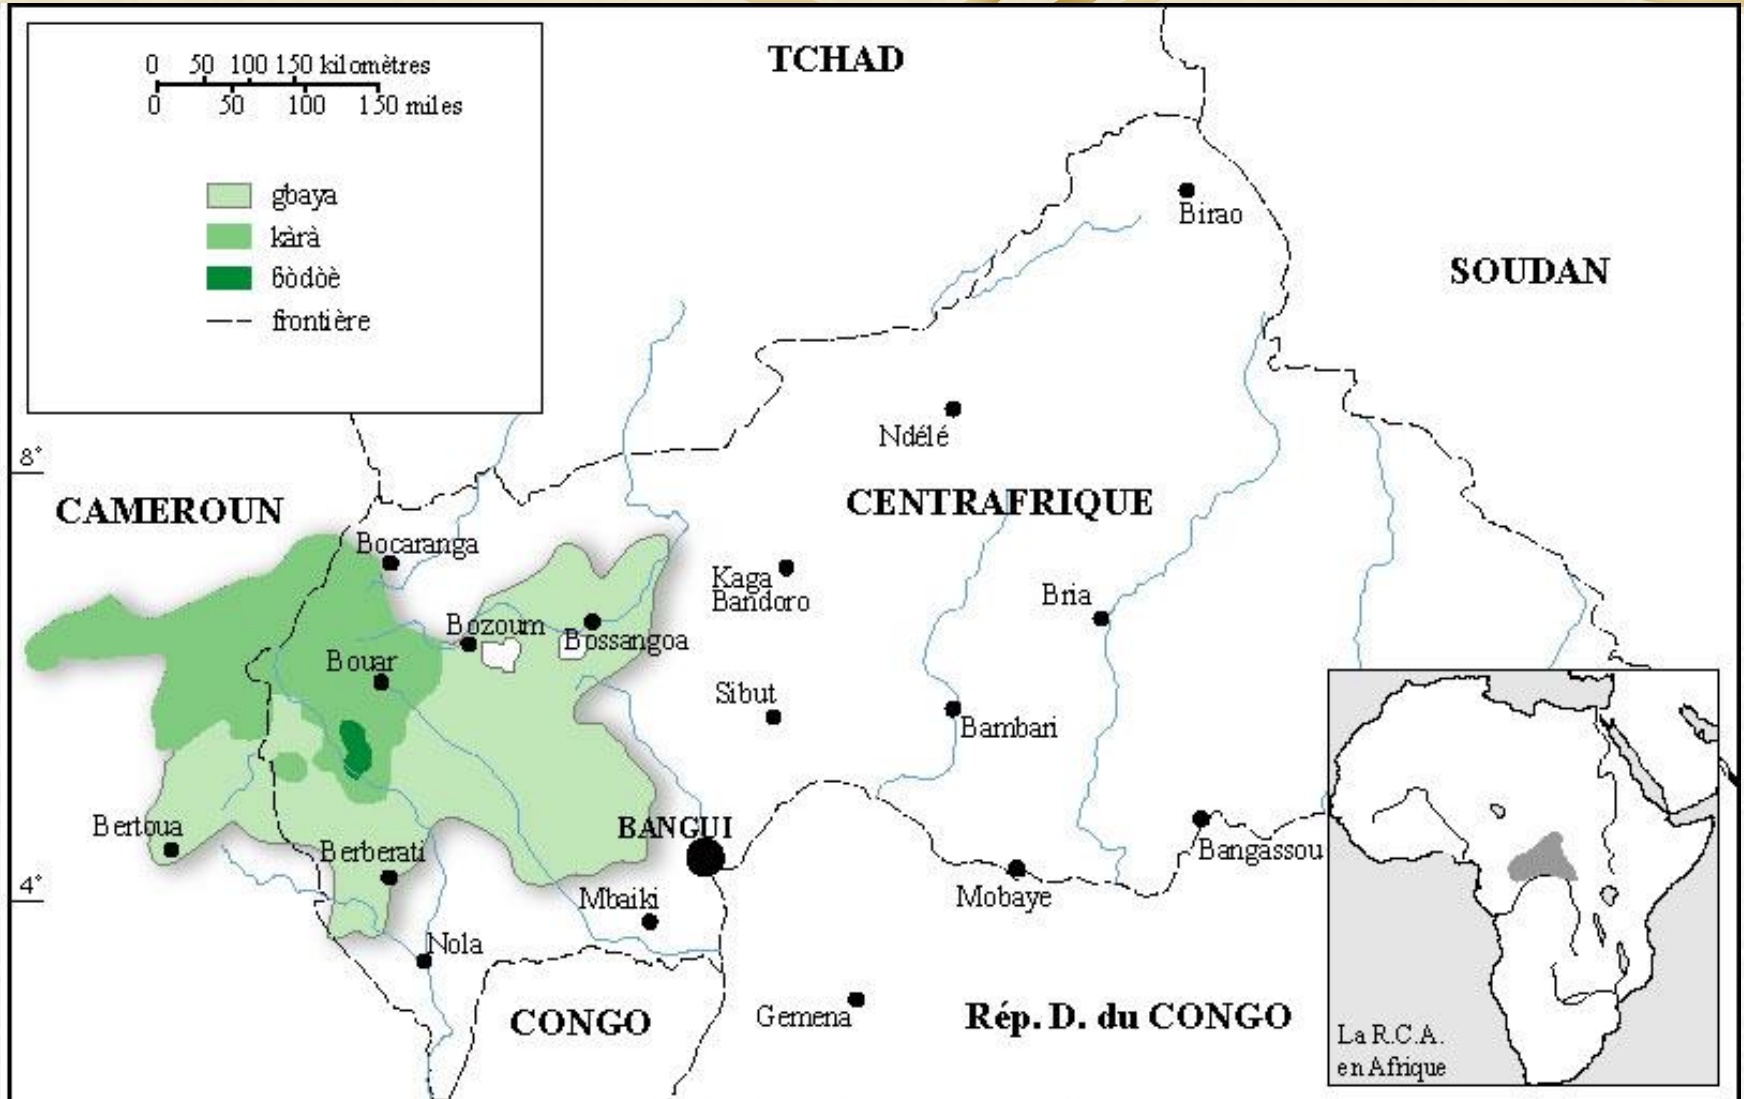 0 50 100 150 kilomètres
0 50 100 150 miles
gbaya
kàrà
ɓòdòè
frontière
TCHAD
Birao
SOUDAN
Ndélé
8°
CAMEROUN
CENTRAFRIQUE
Bocaranga
Kaga
Bandoro
Bria
Bozoum
Bossangoa
Bouar
Sibut
Bambari
Bertoua
BANGUI
Berberati
Bangassou
4°
Mbaiki
Mobaye
Nola
Gemena
CONGO
Rép. D. du CONGO
La R.C.A.
en Afrique